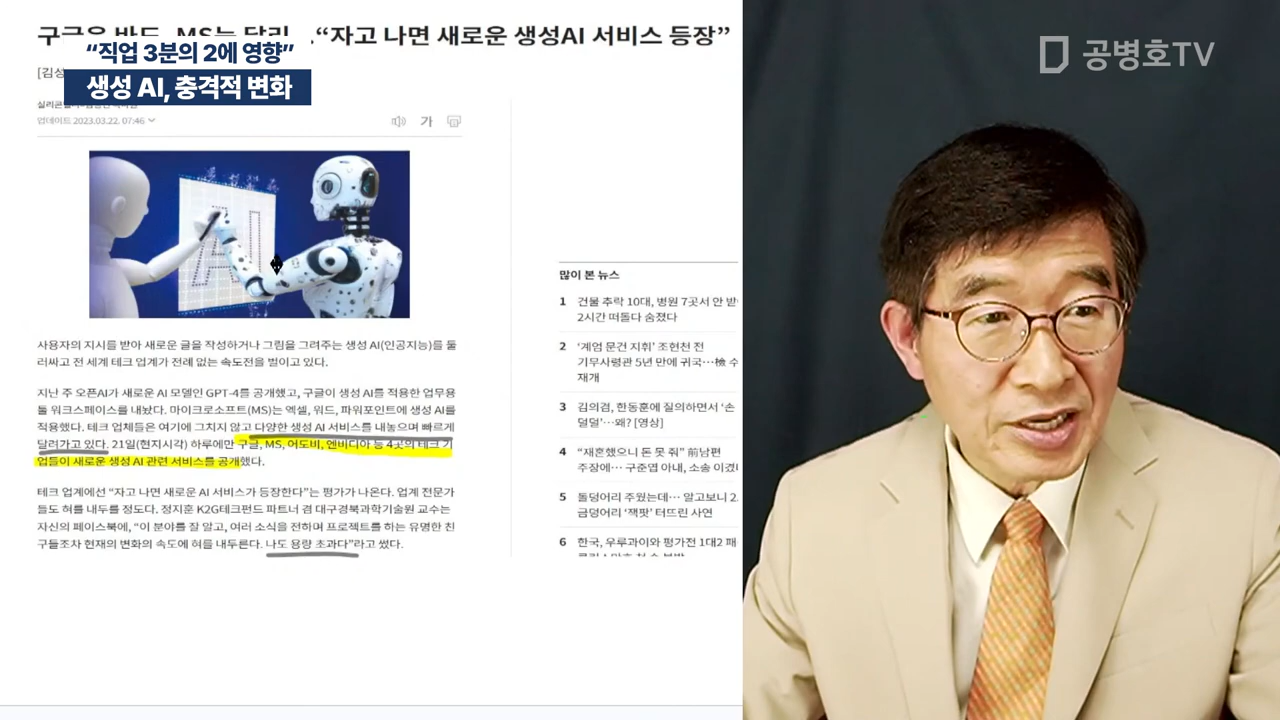 “자고 나면 새로운 생성AI 서비스 등장”
“직업 3분의 2에 영향”
생성 AI, 충격적 변화
공병호TV
업데이트 2023.03.22. 07:46
가
AI
사용자의 지시를 받아 새로운 글을 작성하거나 그림을 그려주는 생성 AI(인공지능)를 둘
러싸고 전 세계 테크 업계가 전례 없는 속도전을 벌이고 있다.
지난 주 오픈AI가 새로운 AI 모델인 GPT-4를 공개했고, 구글이 생성 AI를 적용한 업무용
툴 워크스페이스를 내놨다. 마이크로소프트(MS)는 엑셀, 워드, 파워포인트에 생성 AI를
적용했다. 테크 업체들은 여기에 그치지 않고 다양한 생성 AI 서비스를 내놓으며 빠르게
달려가고 있다. 21일(현지시각) 하루에만 구글, MS, 어도비, 엔비디아 등 4곳의 테크 기
업들이 새로운 생성 AI 관련 서비스를 공개했다.
테크 업계에선 “자고 나면 새로운 AI 서비스가 등장한다”는 평가가 나온다. 업계 전문가
들도 혀를 내두를 정도다. 정지훈 K2G테크펀드 파트너 겸 대구경북과학기술원 교수는
자신의 페이스북에, “이 분야를 잘 알고, 여러 소식을 전하며 프로젝트를 하는 유명한 친
구들조차 현재의 변화의 속도에 혀를 내두른다. 나도 용량 초과다”라고 썼다.
많이 본 뉴스
1 건물 추락 10대, 병원 7곳서 안 받
2시간 떠돌다 숨졌다
2 ‘계엄 문건 지휘’ 조현천 전
기무사령관 5년 만에 귀국…檢 수
재개
3 김의겸, 한동훈에 질의하면서 ‘손
덜덜’…왜? [영상]
4 “재혼했으니 돈 못 줘” 前남편
주장에… 구준엽 아내, 소송 이겼
5 돌덩어리 주웠는데… 알고보니 2.
금덩어리 ‘잭팟’ 터뜨린 사연
6 한국, 우루과이와 평가전 1대2 패